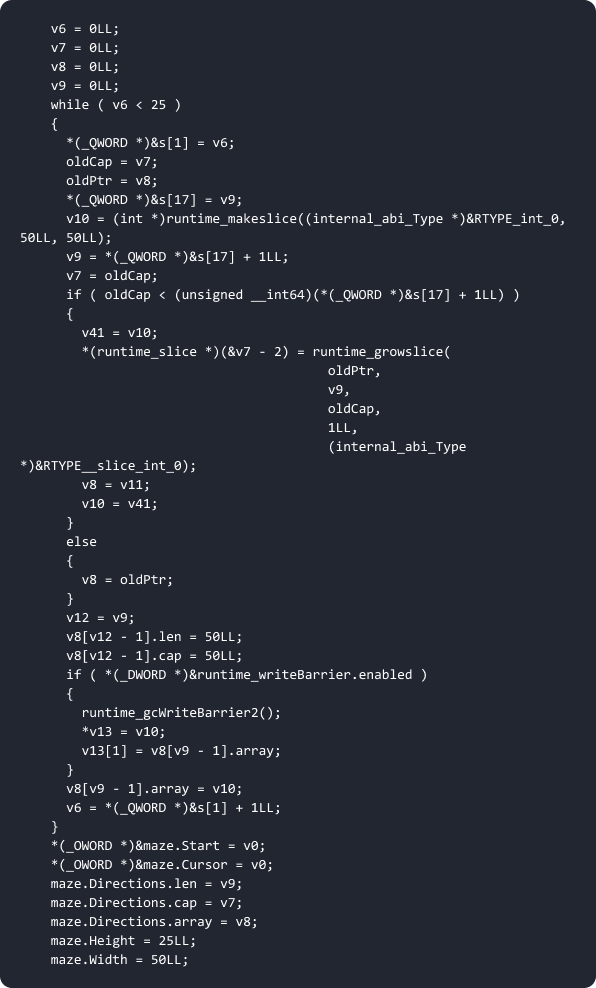 v6 = 0LL;
v7 = 0LL;
v8 = 0LL;
v9 = 0LL;
while ( v6 < 25 )
{
*(_QWORD *)&s[1] = v6;
oldCap = v7;
oldPtr = v8;
*(_QWORD *)&s[17] = v9;
v10 = (int *)runtime_makeslice((internal_abi_Type *)&RTYPE_int_0,
50LL, 50LL);
v9 = *(_QWORD *)&s[17] + 1LL;
v7 = oldCap;
if ( oldCap < (unsigned __int64)(*(_QWORD *)&s[17] + 1LL) )
{
v41 = v10;
*(runtime_slice *)(&v7 - 2) = runtime_growslice(
oldPtr,
v9,
oldCap,
1LL,
(internal_abi_Type
*)&RTYPE__slice_int_0);
v8 = v11;
v10 = v41;
}
else
{
v8 = oldPtr;
}
v12 = v9;
v8[v12 - 1].len = 50LL;
v8[v12 - 1].cap = 50LL;
if ( *(_DWORD *)&runtime_writeBarrier.enabled )
{
runtime_gcWriteBarrier2();
*v13 = v10;
v13[1] = v8[v9 - 1].array;
}
v8[v9 - 1].array = v10;
v6 = *(_QWORD *)&s[1] + 1LL;
}
*(_OWORD *)&maze.Start = v0;
*(_OWORD *)&maze.Cursor = v0;
maze.Directions.len = v9;
maze.Directions.cap = v7;
maze.Directions.array = v8;
maze.Height = 25LL;
maze.Width = 50LL;